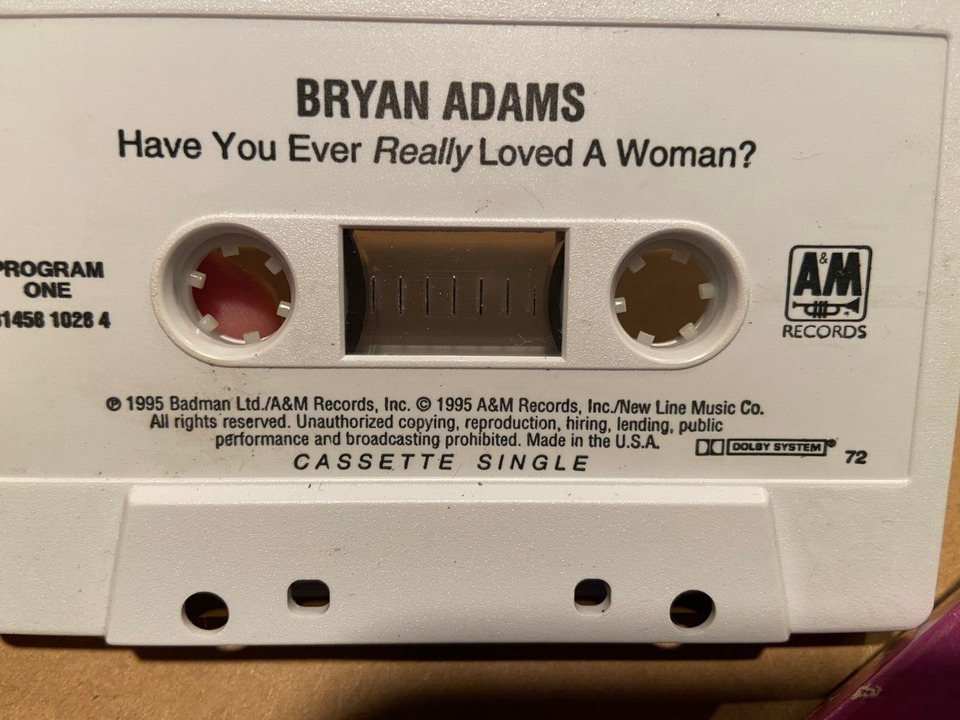 BRYAN ADAMS
Have You Ever Really Loved A Woman?
PROGRAM
ONE
31458 1028 4
&
A M
RECORDS
℗ 1995 Badman Ltd./A&M Records, Inc. © 1995 A&M Records, Inc./New Line Music Co.
All rights reserved. Unauthorized copying, reproduction, hiring, lending, public
performance and broadcasting prohibited. Made in the U.S.A.
DOLBY SYSTEM®
72
CASSETTE SINGLE